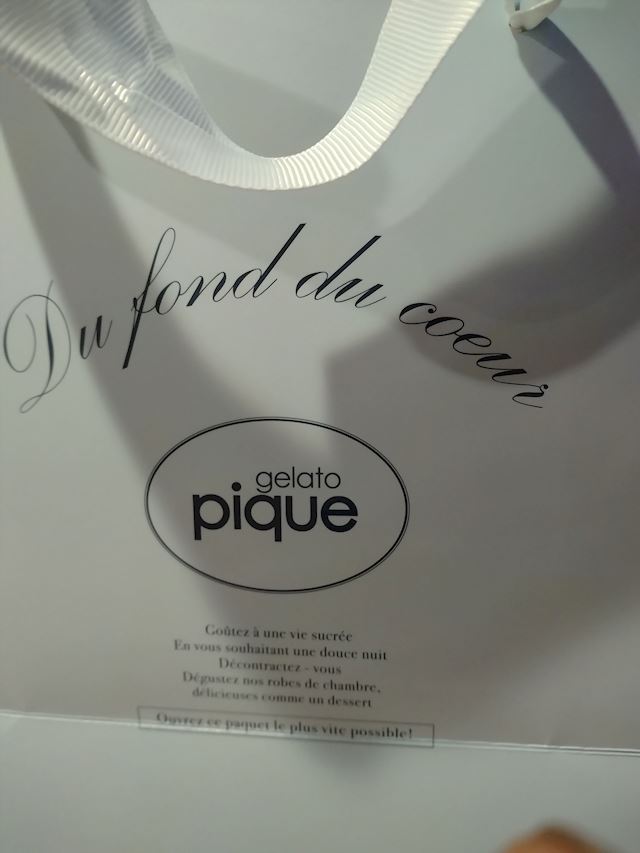 Du fond du coeur
gelato
pique
Goûtez à une vie sucrée
En vous souhaitant une douce nuit
Décontractez - vous
Dégustez nos robes de chambre,
délicieuses comme un dessert
Ouvrez ce paquet le plus vite possible!